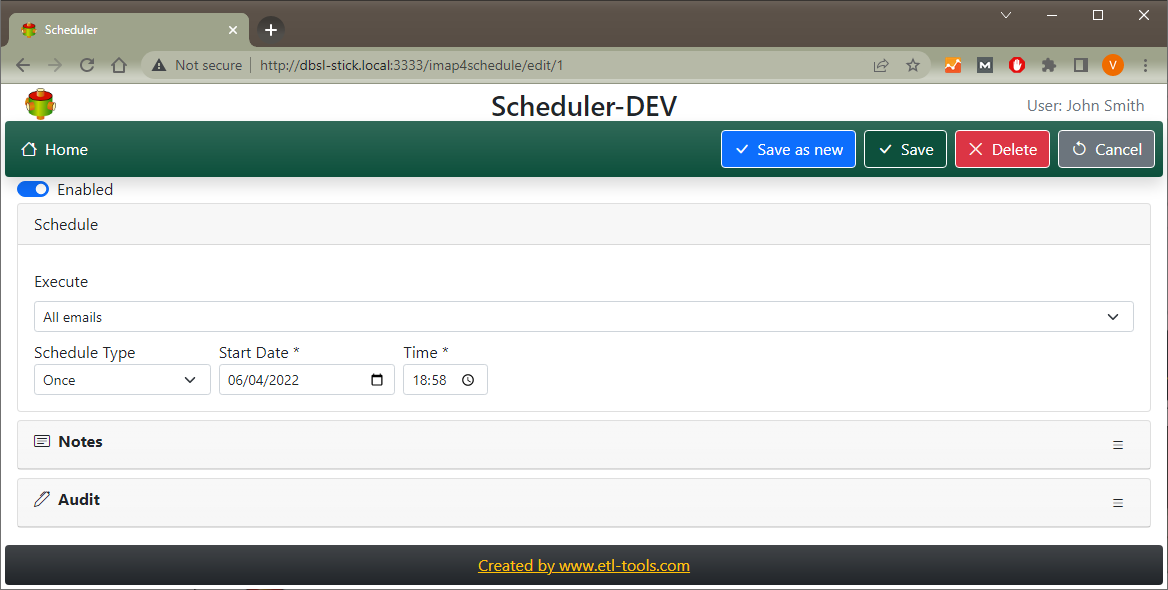 Scheduler
Not secure http://dbsl-stick.local:3333/imap4schedule/edit/1
V
Scheduler-DEV
User: John Smith
Home Save as new Save Delete Cancel
Enabled
Schedule
Execute
All emails
Schedule Type Start Date * Time *
Once 06/04/2022 18:58
Notes
Audit
Created by www.etl-tools.com